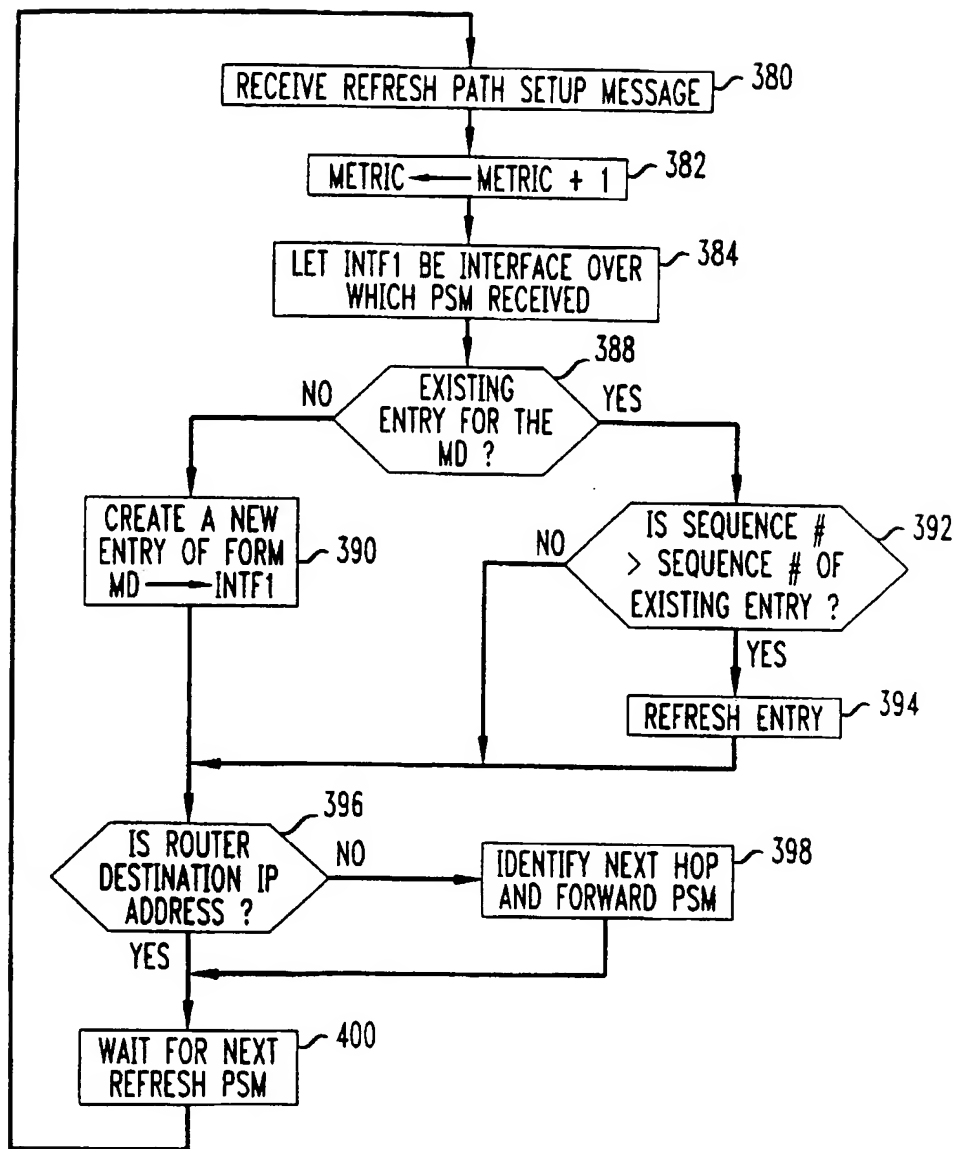 RECEIVE REFRESH PATH SETUP MESSAGE
380
METRIC ← METRIC + 1
382
LET INTF1 BE INTERFACE OVER
WHICH PSM RECEIVED
384
EXISTING
ENTRY FOR THE
MD ?
388
NO
YES
CREATE A NEW
ENTRY OF FORM
MD → INTF1
390
IS SEQUENCE #
> SEQUENCE # OF
EXISTING ENTRY ?
392
NO
YES
REFRESH ENTRY
394
IS ROUTER
DESTINATION IP
ADDRESS ?
396
NO
IDENTIFY NEXT HOP
AND FORWARD PSM
398
YES
WAIT FOR NEXT
REFRESH PSM
400